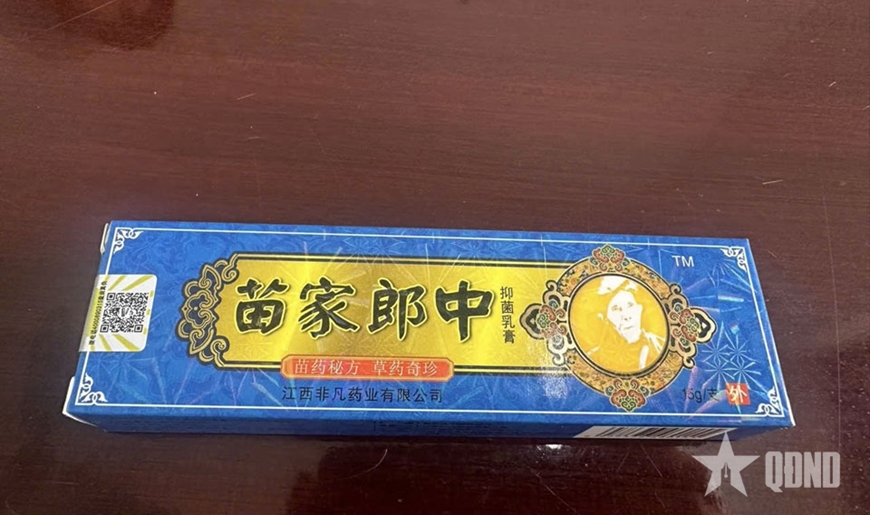 苗家郎中
抑菌乳膏
苗药秘方 草药奇珍
江西非凡药业有限公司
TM
15g/支
外
QĐND